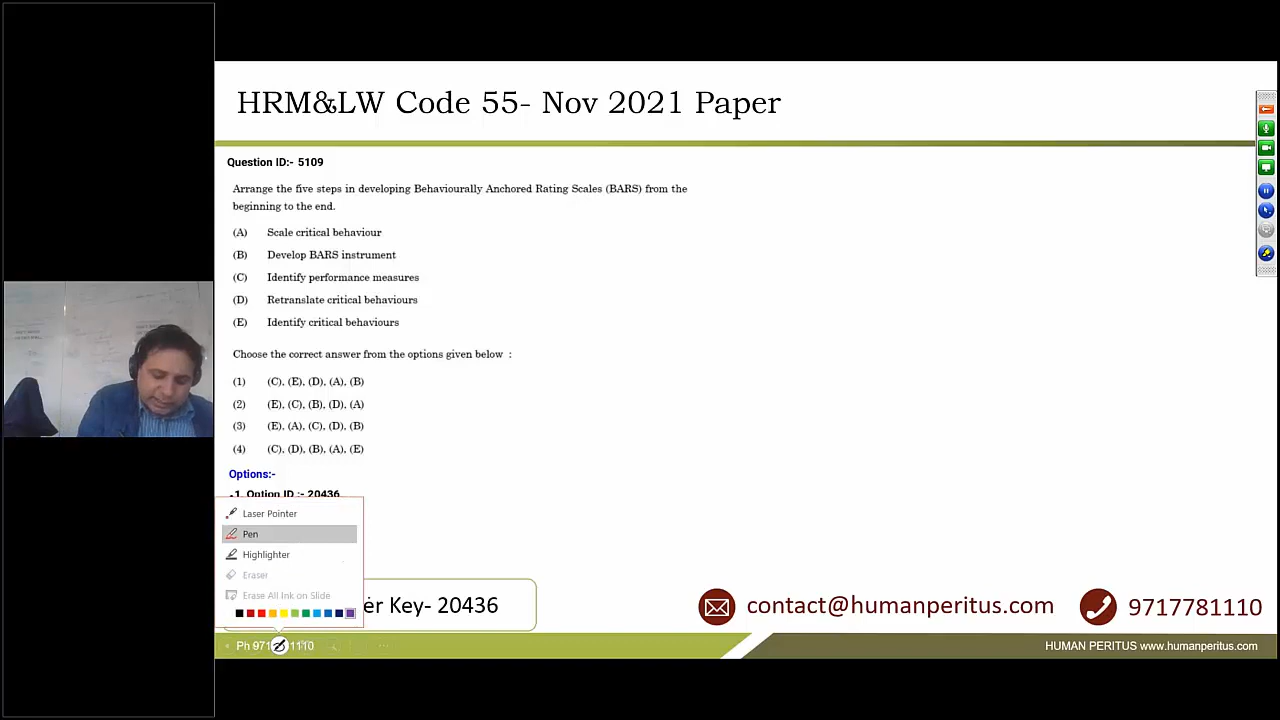 HRM&LW Code 55- Nov 2021 Paper
Question ID:- 5109
Arrange the five steps in developing Behaviourally Anchored Rating Scales (BARS) from the
beginning to the end.
(A) Scale critical behaviour
(B) Develop BARS instrument
(C) Identify performance measures
(D) Retranslate critical behaviours
(E) Identify critical behaviours
Choose the correct answer from the options given below :
(1) (C), (E), (D), (A), (B)
(2) (E), (C), (B), (D), (A)
(3) (E), (A), (C), (D), (B)
(4) (C), (D), (B), (A), (E)
Options:-
1. Option ID :- 20436
Laser Pointer
Pen
Highlighter
Eraser
Erase All Ink on Slide
Key- 20436
contact@humanperitus.com
9717781110
Ph 971 1110
HUMAN PERITUS www.humanperitus.com